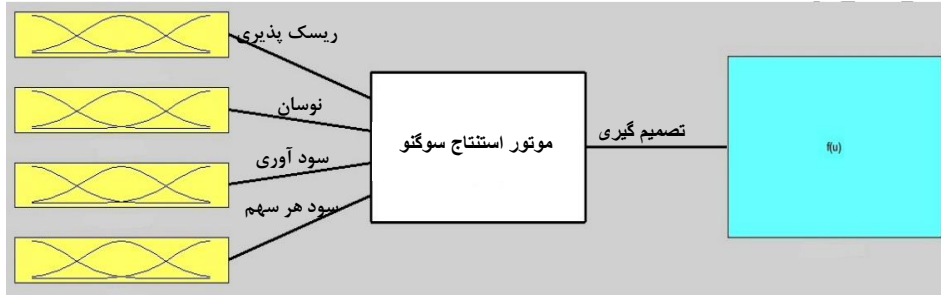 ریسک پذیری
نوسان
سود آوری
سود هر سهم
موتور استنتاج سوگنو
تصمیم گیری
f(u)